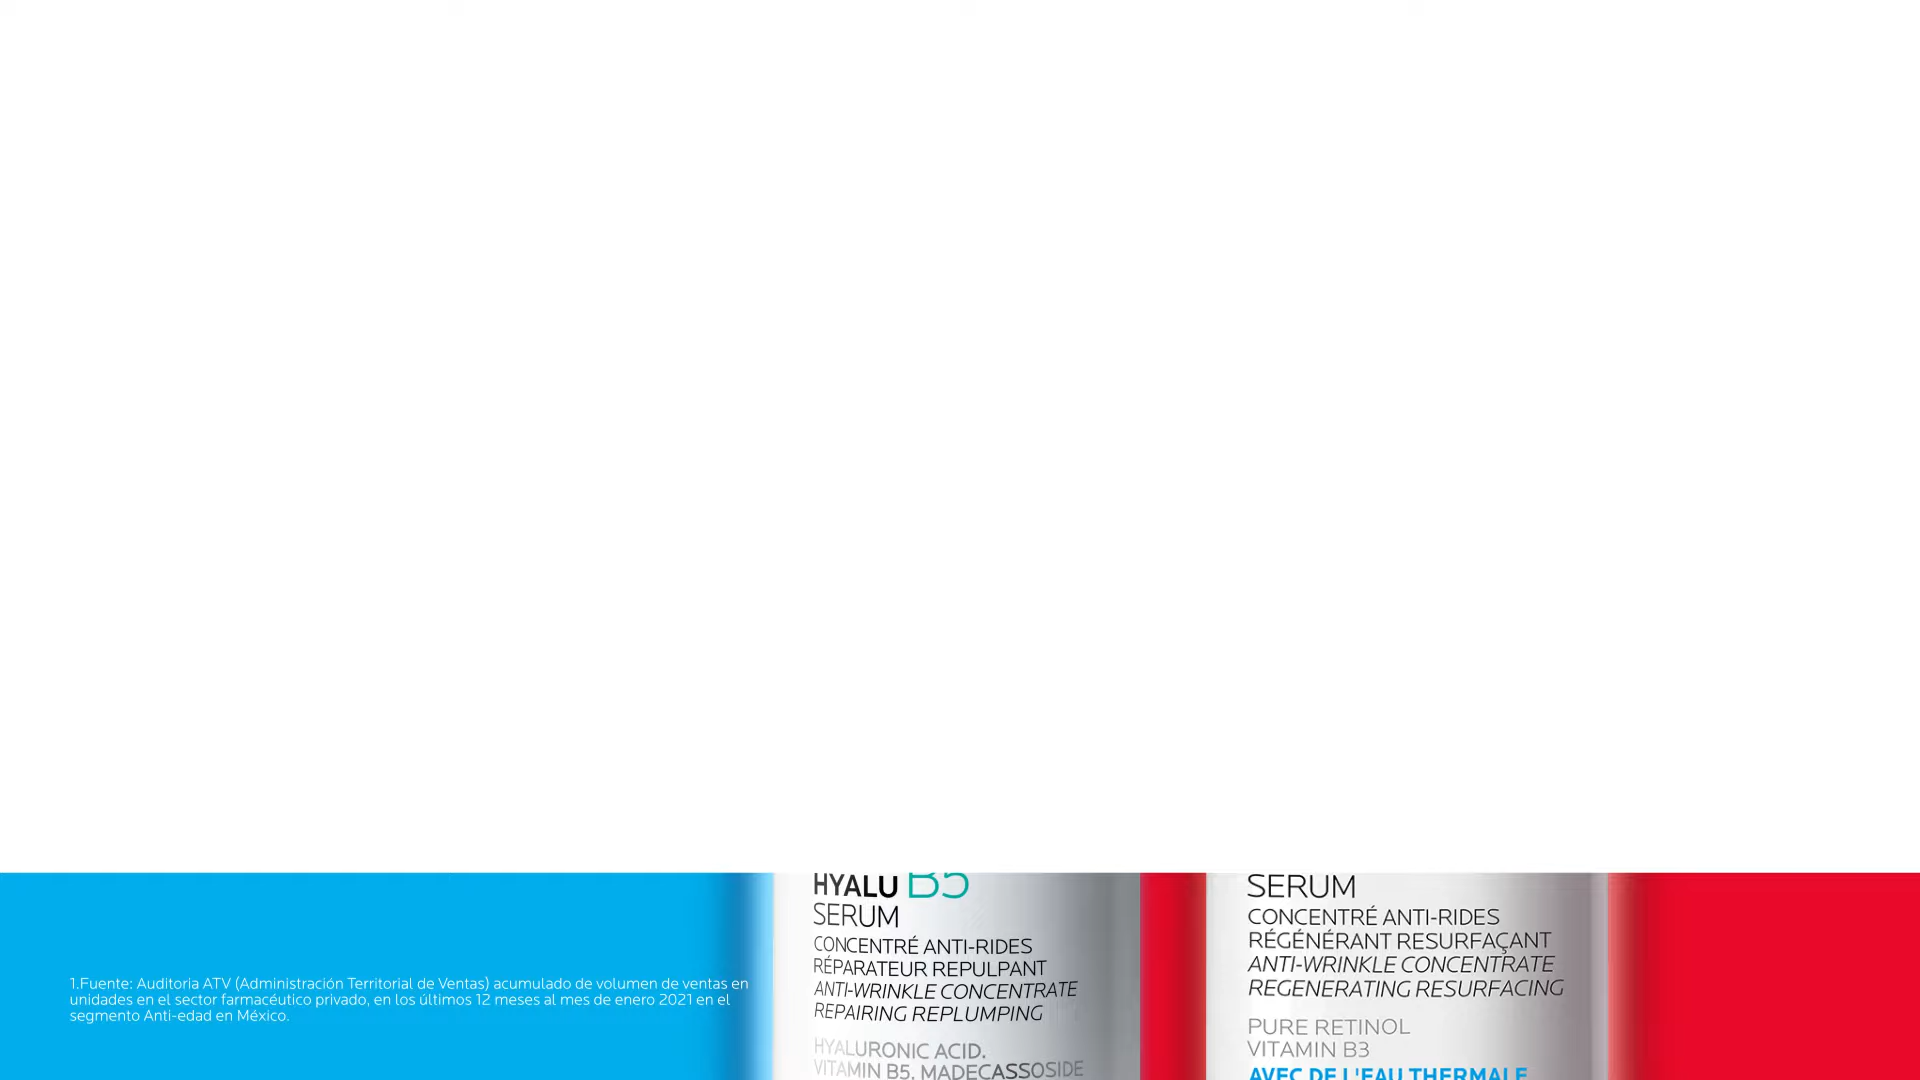 HYALU B5
SERUM
CONCENTRÉ ANTI-RIDES
RÉPARATEUR REPULPANT
ANTI-WRINKLE CONCENTRATE
REPAIRING REPLUMPING
HYALURONIC ACID.
VITAMIN B5. MADECASSOSIDE
SERUM
CONCENTRÉ ANTI-RIDES
RÉGÉNÉRANT RESURFAÇANT
ANTI-WRINKLE CONCENTRATE
REGENERATING RESURFACING
PURE RETINOL
VITAMIN B3
AVEC DE L'EAU THERMALE
1.Fuente: Auditoria ATV (Administración Territorial de Ventas) acumulado de volumen de ventas en
unidades en el sector farmacéutico privado, en los últimos 12 meses al mes de enero 2021 en el
segmento Anti-edad en México.